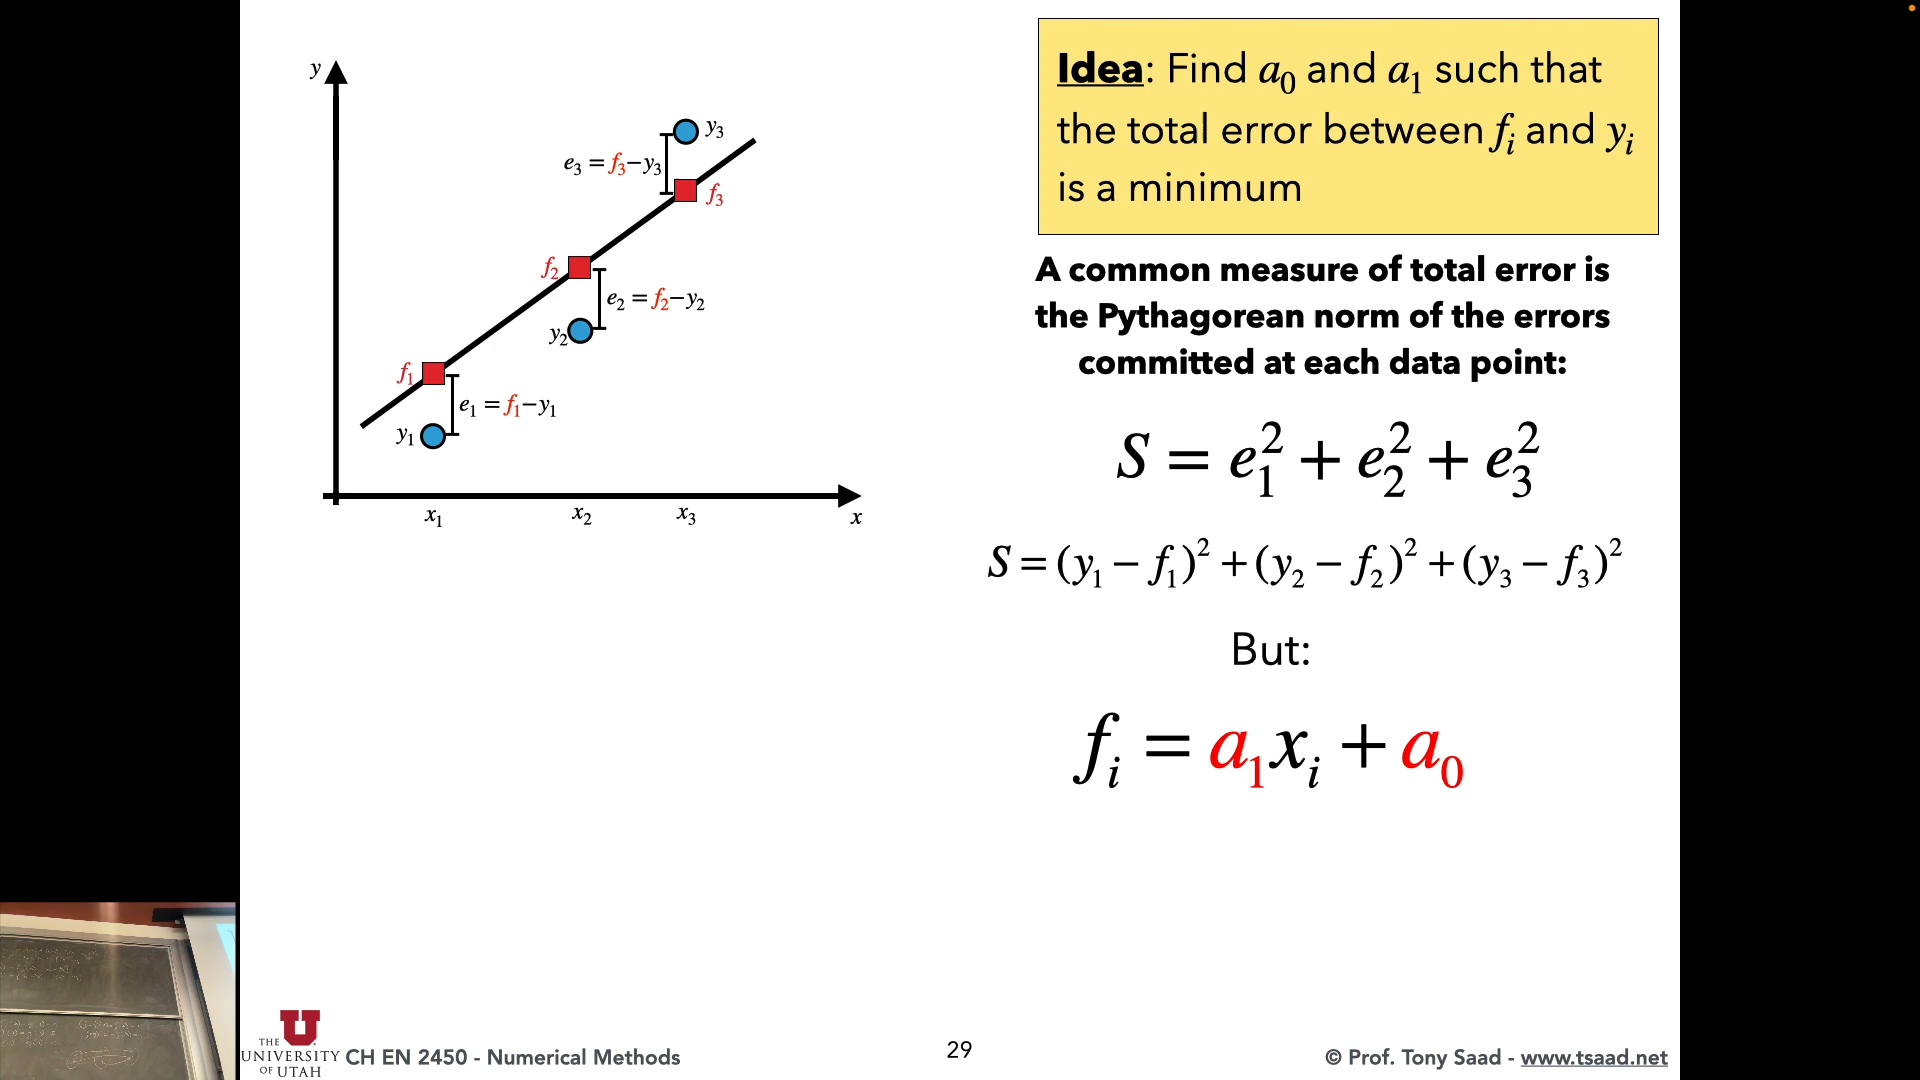 y
y₃
e₃ = f₃–y₃
f₃
f₂
e₂ = f₂–y₂
y₂
f₁
e₁ = f₁–y₁
y₁
x₁
x₂
x₃
x
Idea: Find a₀ and a₁ such that
the total error between fᵢ and yᵢ
is a minimum
A common measure of total error is
the Pythagorean norm of the errors
committed at each data point:
S = e₁² + e₂² + e₃²
S = (y₁ – f₁)² + (y₂ – f₂)² + (y₃ – f₃)²
But:
fᵢ = a₁xᵢ + a₀
THE
UNIVERSITY
OF UTAH
CH EN 2450 - Numerical Methods
29
© Prof. Tony Saad - www.tsaad.net